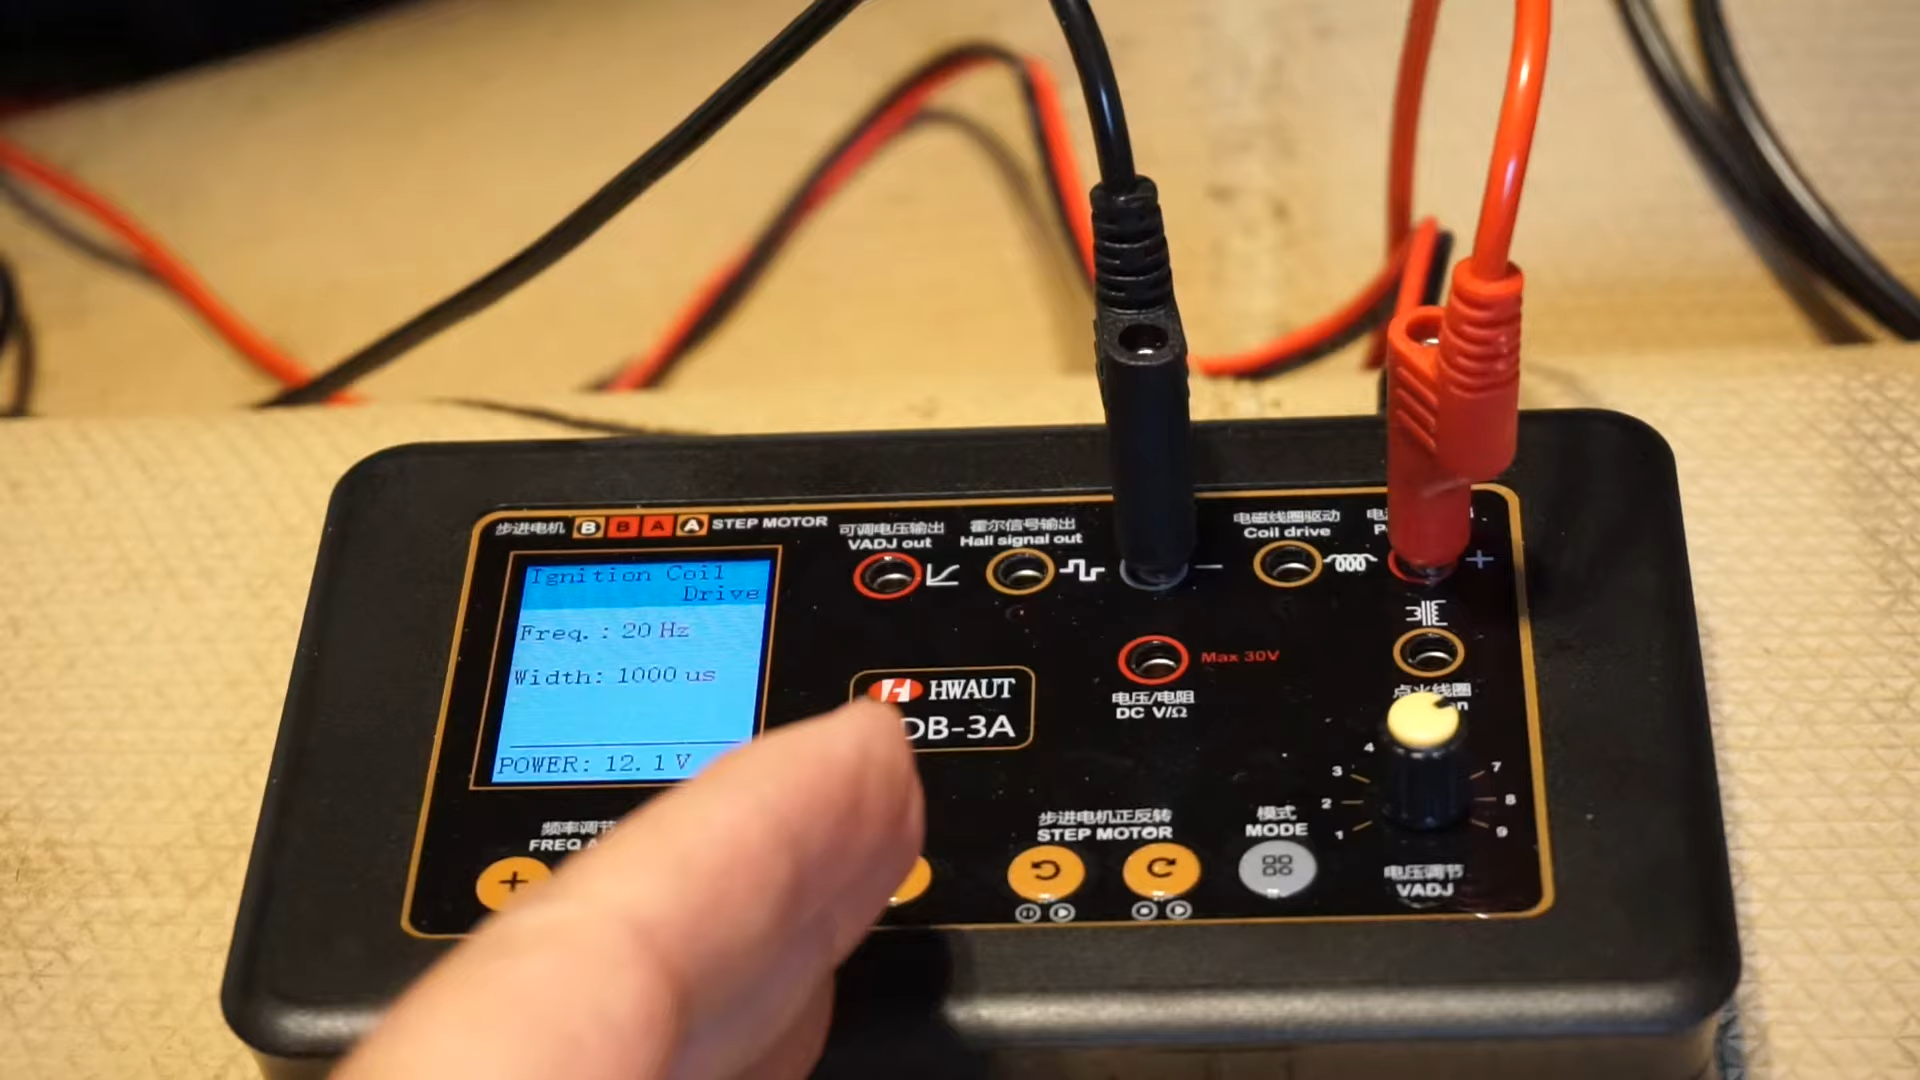 步进电机 B B A A STEP MOTOR
可调电压输出
VADJ out
霍尔信号输出
Hall signal out
电磁线圈驱动
Coil drive
Ignition Coil
Drive
Freq.: 20 Hz
Width: 1000 us
POWER: 12.1 V
HWAUT
DB-3A
Max 30V
电压/电阻
DC V/Ω
点火线圈
频率调节
FREQ
步进电机正反转
STEP MOTOR
模式
MODE
1 2 3 4 7 8 9
电压调节
VADJ